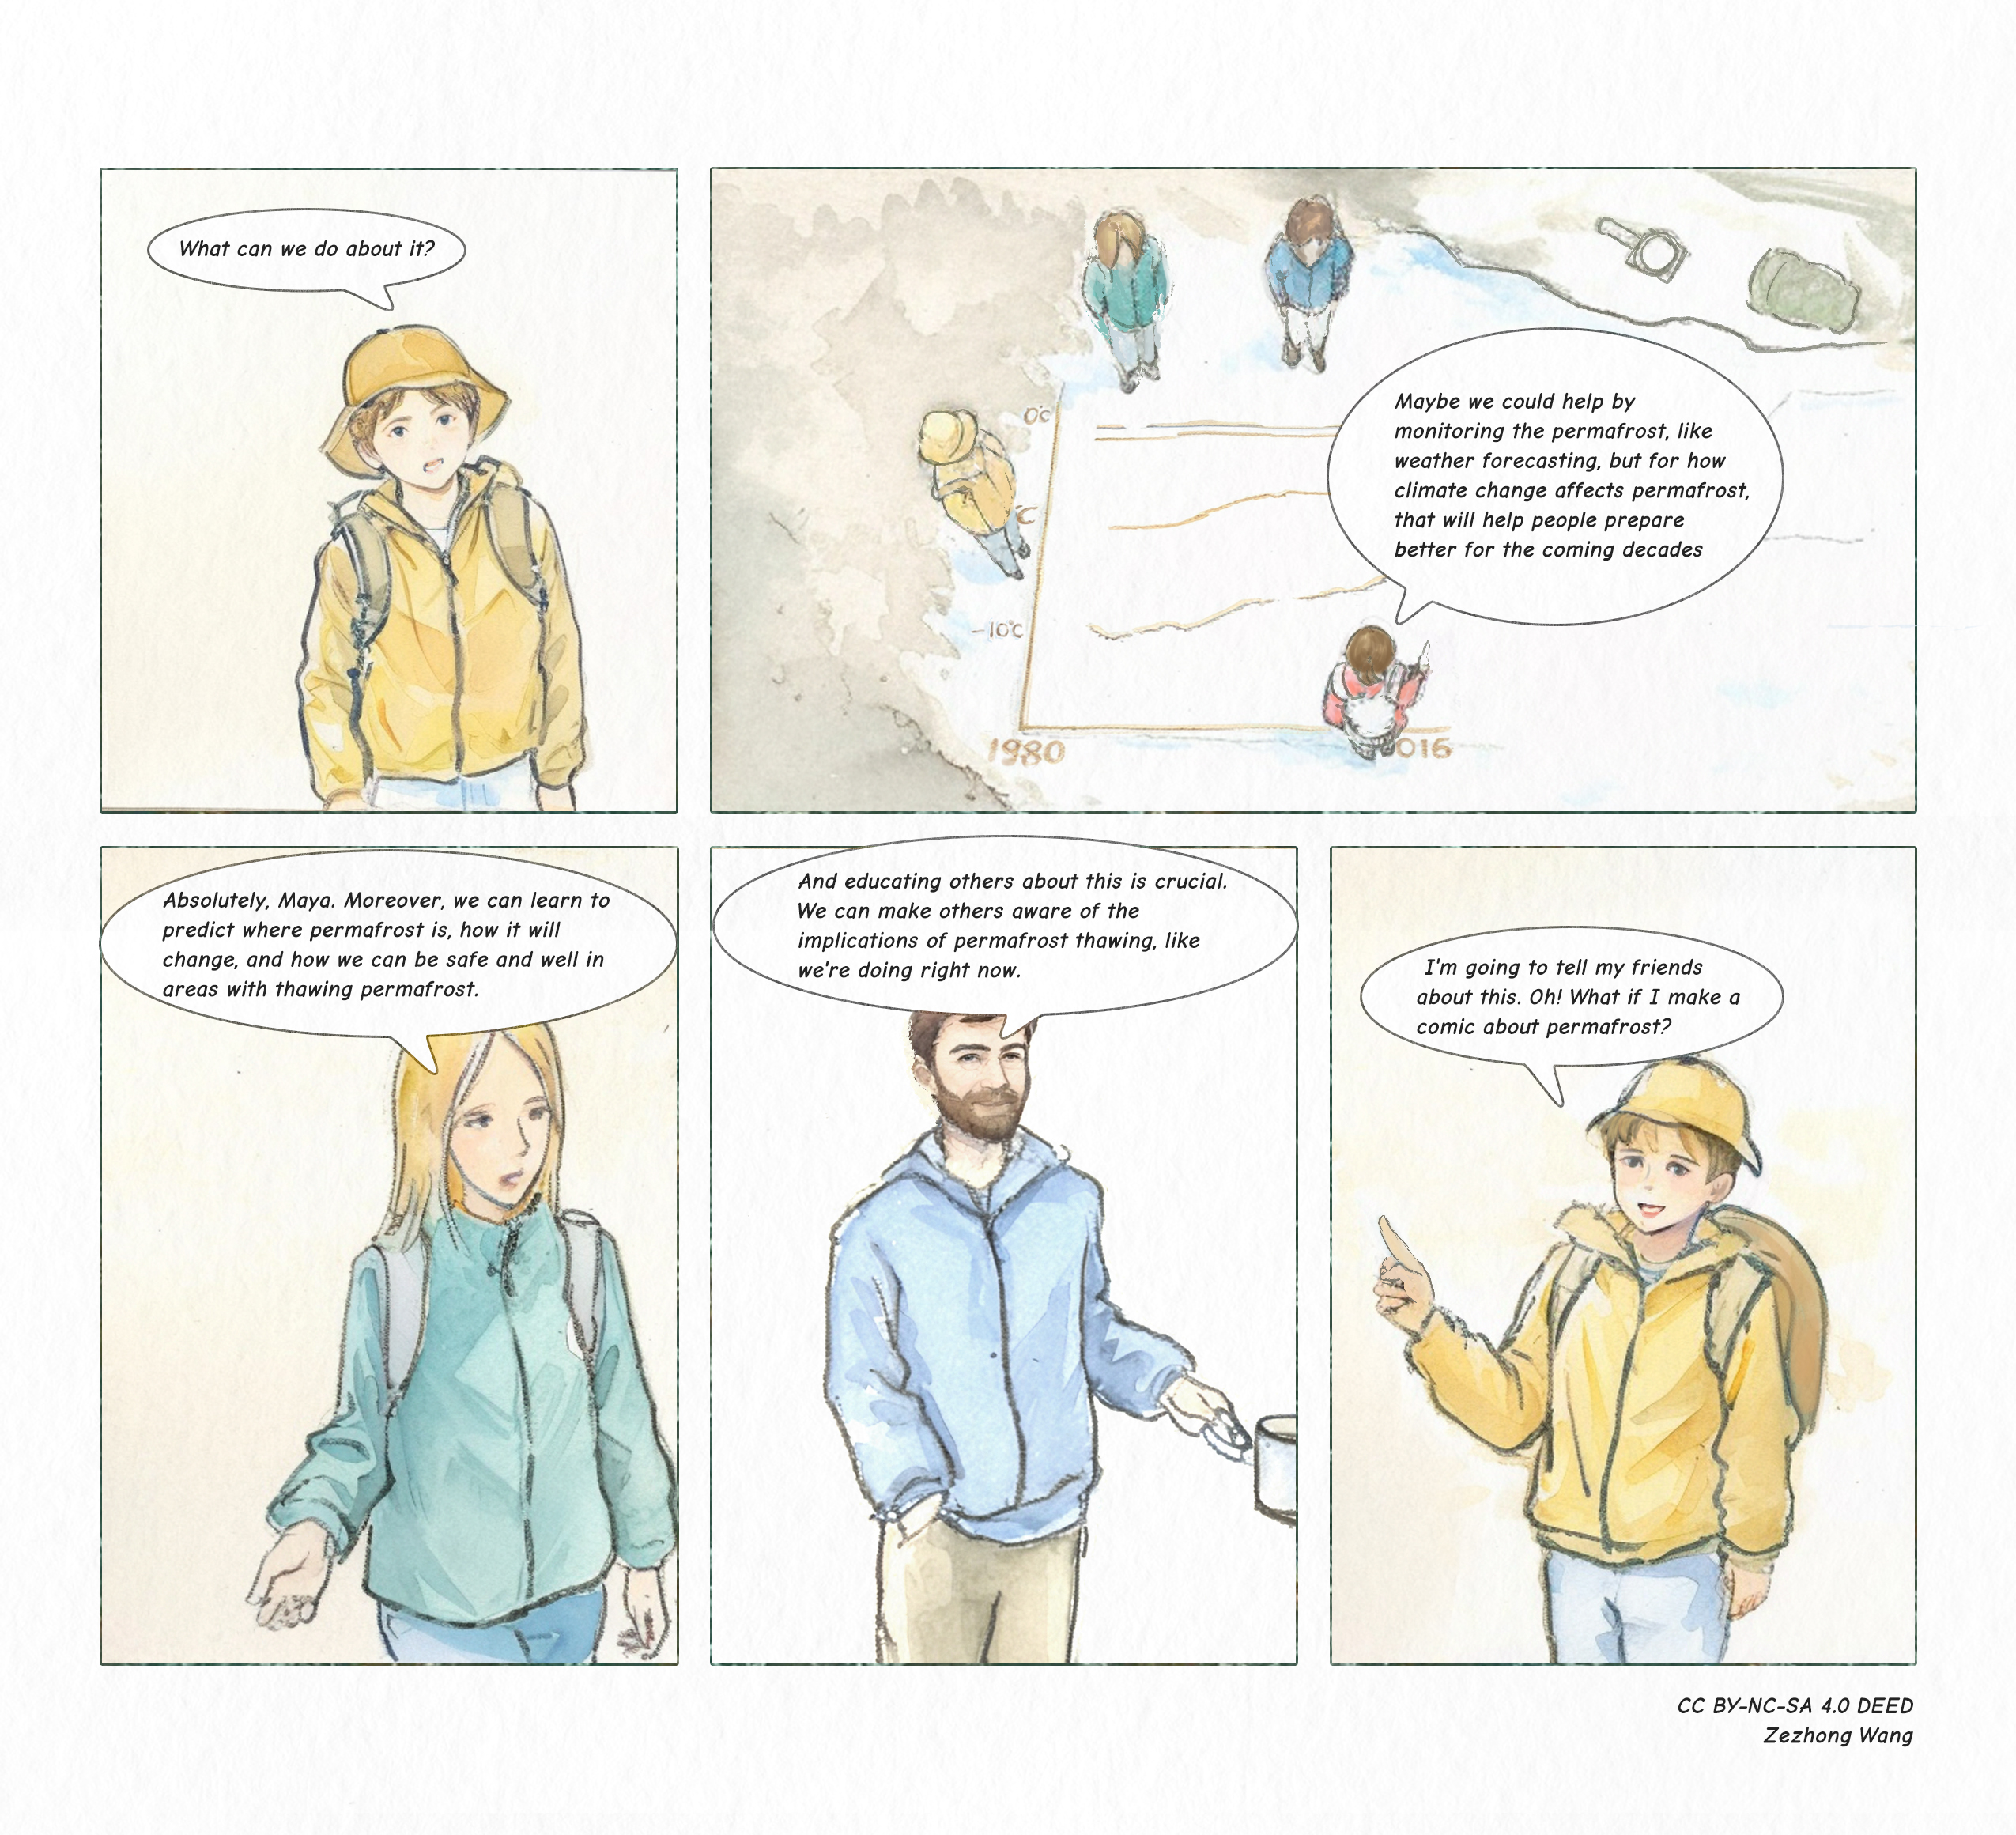 What can we do about it?
Maybe we could help by
monitoring the permafrost, like
weather forecasting, but for how
climate change affects permafrost,
that will help people prepare
better for the coming decades
0°C
C
-10°C
1980
016
Absolutely, Maya. Moreover, we can learn to
predict where permafrost is, how it will
change, and how we can be safe and well in
areas with thawing permafrost.
And educating others about this is crucial.
We can make others aware of the
implications of permafrost thawing, like
we're doing right now.
I'm going to tell my friends
about this. Oh! What if I make a
comic about permafrost?
CC BY-NC-SA 4.0 DEED
Zezhong Wang